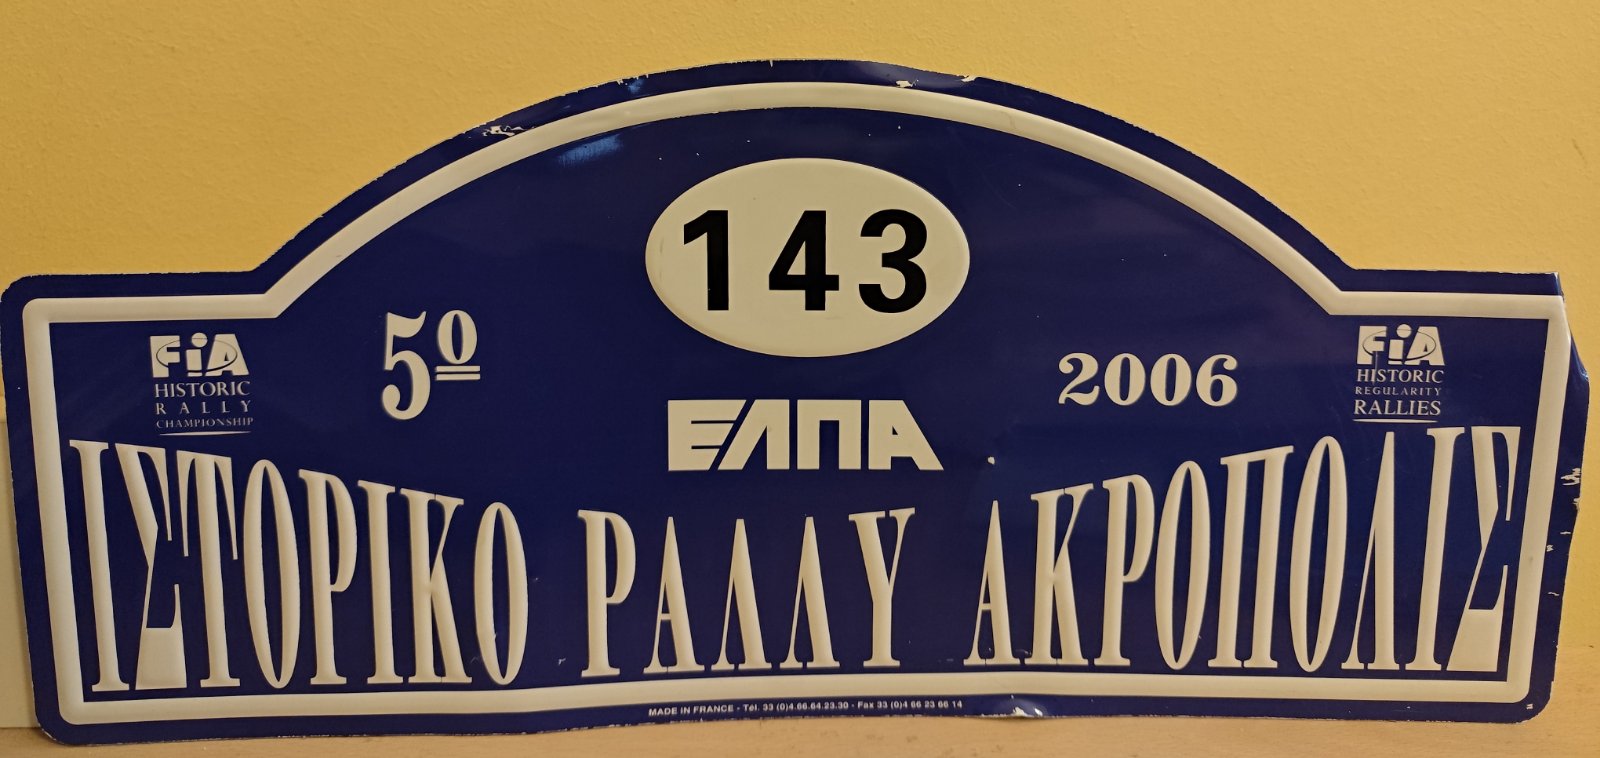 143
5º
2006
FiA
HISTORIC
RALLY
CHAMPIONSHIP
ΕΛΠΑ
FiA
HISTORIC
REGULARITY
RALLIES
ΙΣΤΟΡΙΚΟ ΡΑΛΛΥ ΑΚΡΟΠΟΛΙΣ
MADE IN FRANCE - Tél. 33 (0)4.66.64.23.30 - Fax 33 (0)4 66 23 66 14